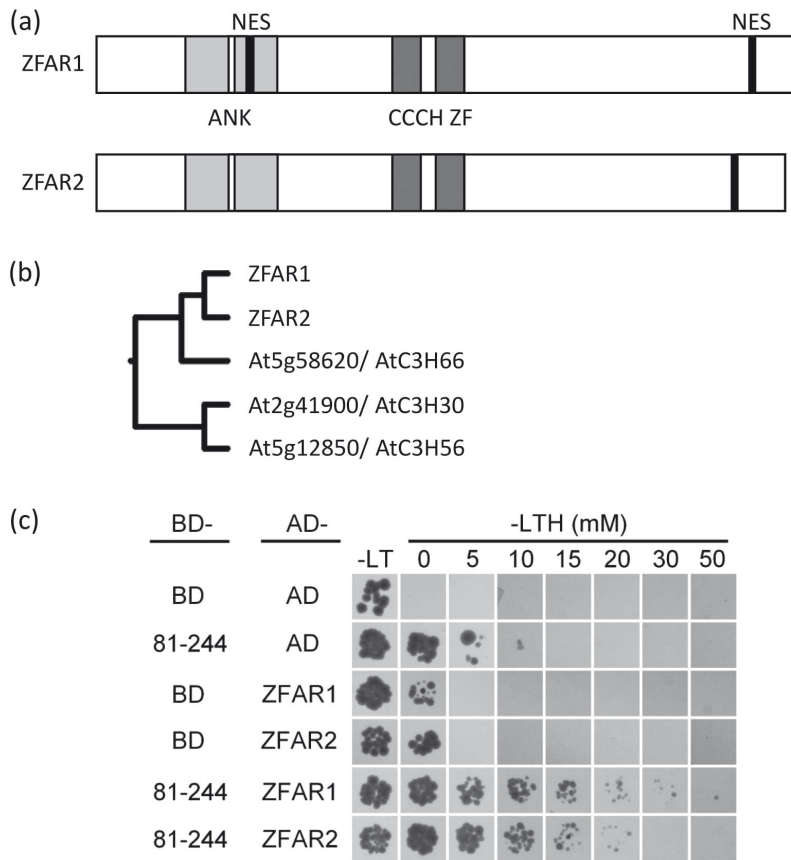 (a)
NES NES
ZFAR1
ANK CCCH ZF
ZFAR2
(b)
ZFAR1
ZFAR2
At5g58620/ AtC3H66
At2g41900/ AtC3H30
At5g12850/ AtC3H56
(c)
BD- AD- -LTH (mM)
-LT 0 5 10 15 20 30 50
BD AD
81-244 AD
BD ZFAR1
BD ZFAR2
81-244 ZFAR1
81-244 ZFAR2